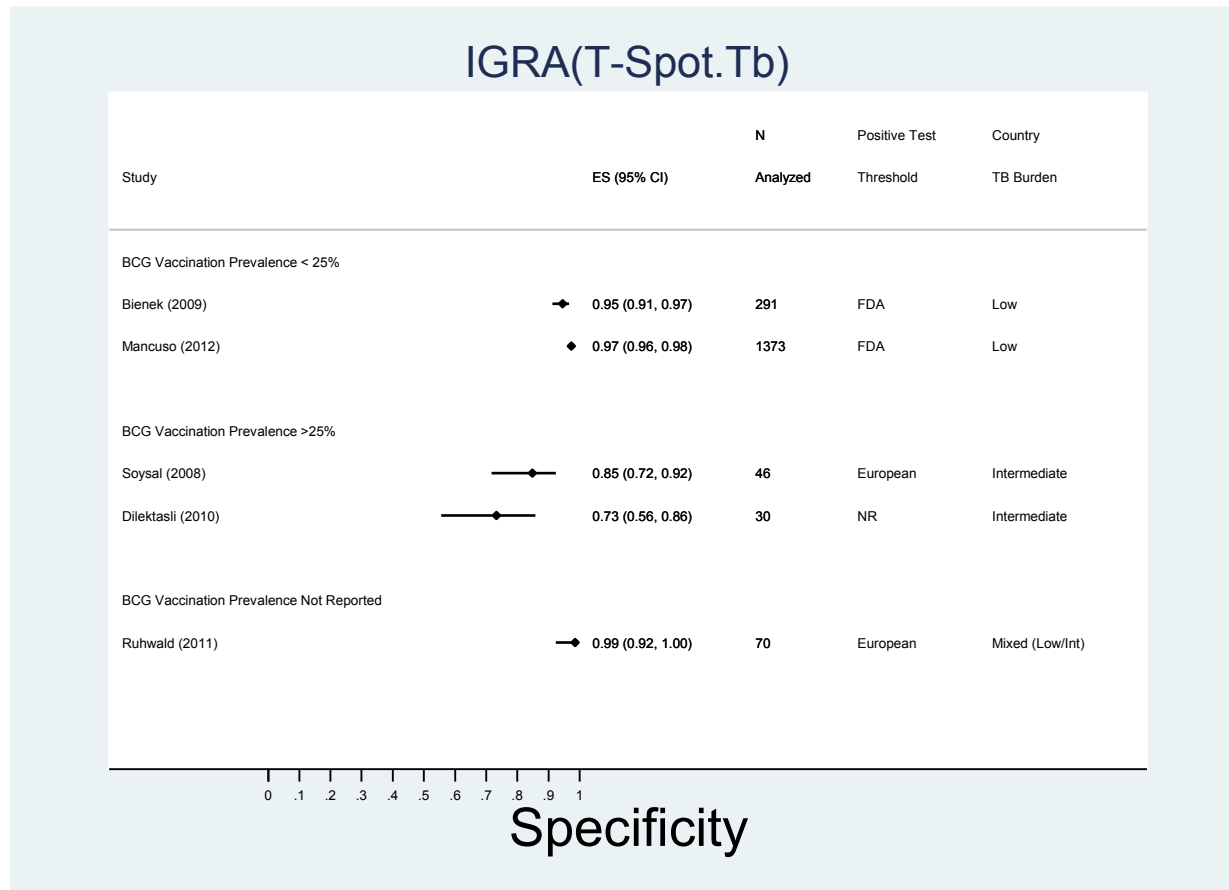 IGRA(T-Spot.Tb)
N Positive Test Country
Study ES (95% CI) Analyzed Threshold TB Burden
BCG Vaccination Prevalence < 25%
Bienek (2009) 0.95 (0.91, 0.97) 291 FDA Low
Mancuso (2012) 0.97 (0.96, 0.98) 1373 FDA Low
BCG Vaccination Prevalence >25%
Soysal (2008) 0.85 (0.72, 0.92) 46 European Intermediate
Dilektasli (2010) 0.73 (0.56, 0.86) 30 NR Intermediate
BCG Vaccination Prevalence Not Reported
Ruhwald (2011) 0.99 (0.92, 1.00) 70 European Mixed (Low/Int)
0 .1 .2 .3 .4 .5 .6 .7 .8 .9 1
Specificity